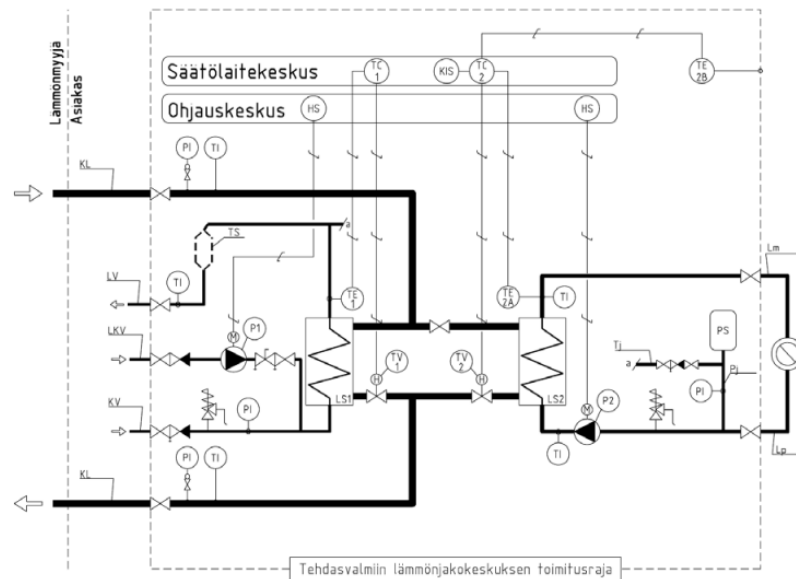 Lämmönmyyjä
Asiakas
Säätölaitekeskus
TC
1
KIS
TC
2
TE
2B
Ohjauskeskus
HS
HS
PI
TI
KL
a
TS
LV
TI
TE
1
TE
2A
TI
Lm
LKV
M
P1
TV
1
TV
2
PS
Tj
a
Pj
PI
KV
PI
H
H
LS1
LS2
M
P2
TI
Lp
KL
PI
TI
Tehdasvalmiin lämmönjakokeskuksen toimitusraja